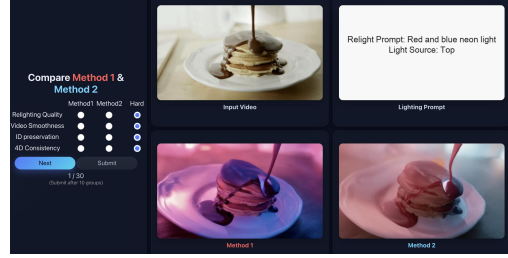 Compare Method 1 &
Method 2
Method1 Method2 Hard
Relighting Quality
Video Smoothness
ID preservation
4D Consistency
Next Submit
1 / 30
(Submit after 10 groups)
Input Video
Relight Prompt: Red and blue neon light
Light Source: Top
Lighting Prompt
Method 1
Method 2